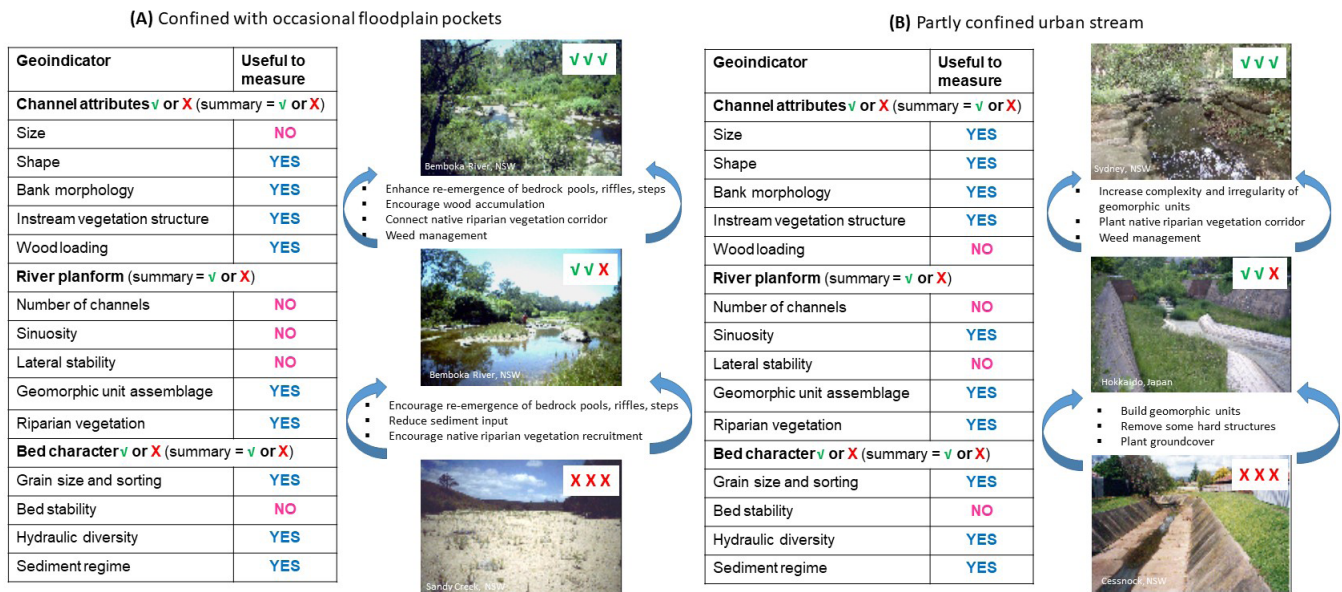 (A) Confined with occasional floodplain pockets
Geoindicator Useful to
measure
Channel attributes √ or X (summary = √ or X)
Size NO
Shape YES
Bank morphology YES
Instream vegetation structure YES
Wood loading YES
River planform (summary = √ or X)
Number of channels NO
Sinuosity NO
Lateral stability NO
Geomorphic unit assemblage YES
Riparian vegetation YES
Bed character √ or X (summary = √ or X)
Grain size and sorting YES
Bed stability NO
Hydraulic diversity YES
Sediment regime YES
√ √ √
Bemboka River, NSW
▪ Enhance re-emergence of bedrock pools, riffles, steps
▪ Encourage wood accumulation
▪ Connect native riparian vegetation corridor
▪ Weed management
√ √ X
Bemboka River, NSW
▪ Encourage re-emergence of bedrock pools, riffles, steps
▪ Reduce sediment input
▪ Encourage native riparian vegetation recruitment
X X X
Sandy Creek, NSW
(B) Partly confined urban stream
Geoindicator Useful to
measure
Channel attributes √ or X (summary = √ or X)
Size YES
Shape YES
Bank morphology YES
Instream vegetation structure YES
Wood loading NO
River planform (summary = √ or X)
Number of channels NO
Sinuosity YES
Lateral stability NO
Geomorphic unit assemblage YES
Riparian vegetation YES
Bed character √ or X (summary = √ or X)
Grain size and sorting YES
Bed stability NO
Hydraulic diversity YES
Sediment regime YES
√ √ √
Sydney, NSW
▪ Increase complexity and irregularity of
geomorphic units
▪ Plant native riparian vegetation corridor
▪ Weed management
√ √ X
Hokkaido, Japan
▪ Build geomorphic units
▪ Remove some hard structures
▪ Plant groundcover
X X X
Cessnock, NSW